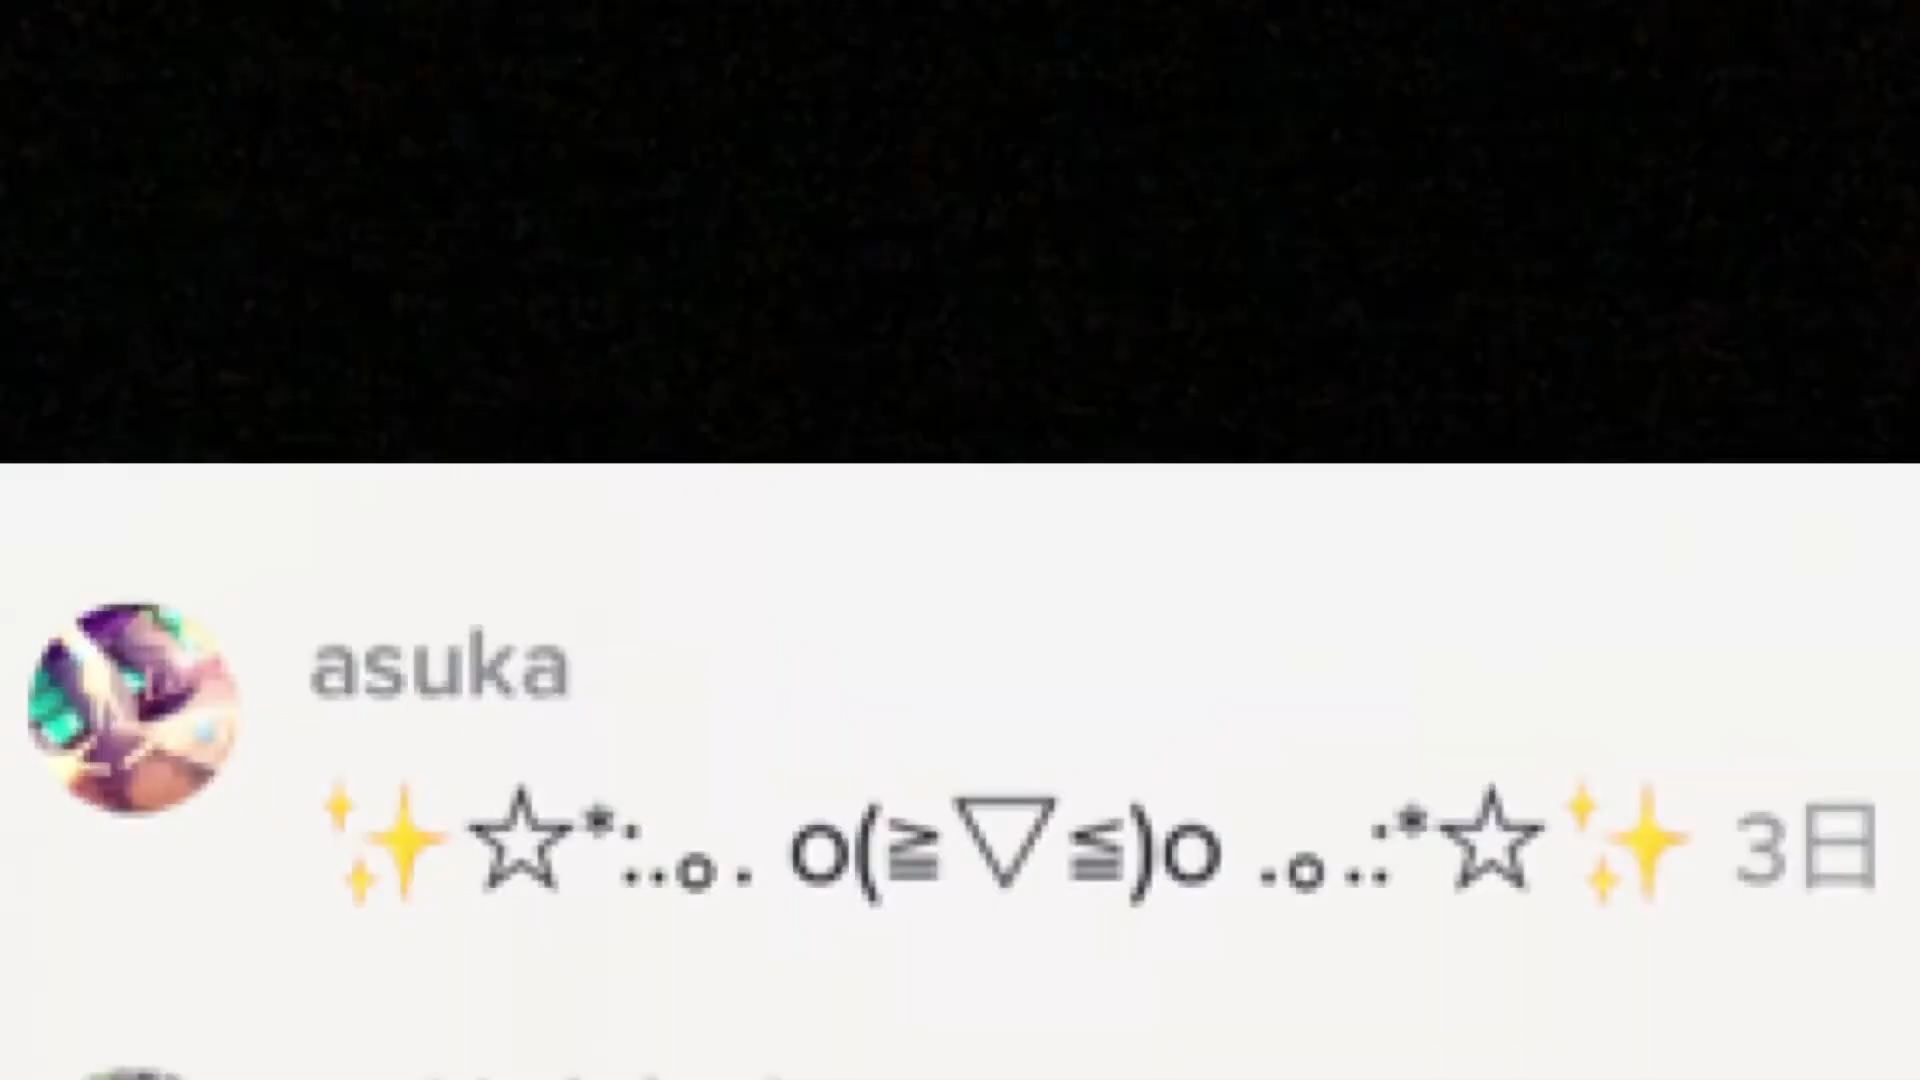 asuka
✨☆*:..o. o(≧▽≦)o .o..:*☆✨ 3日